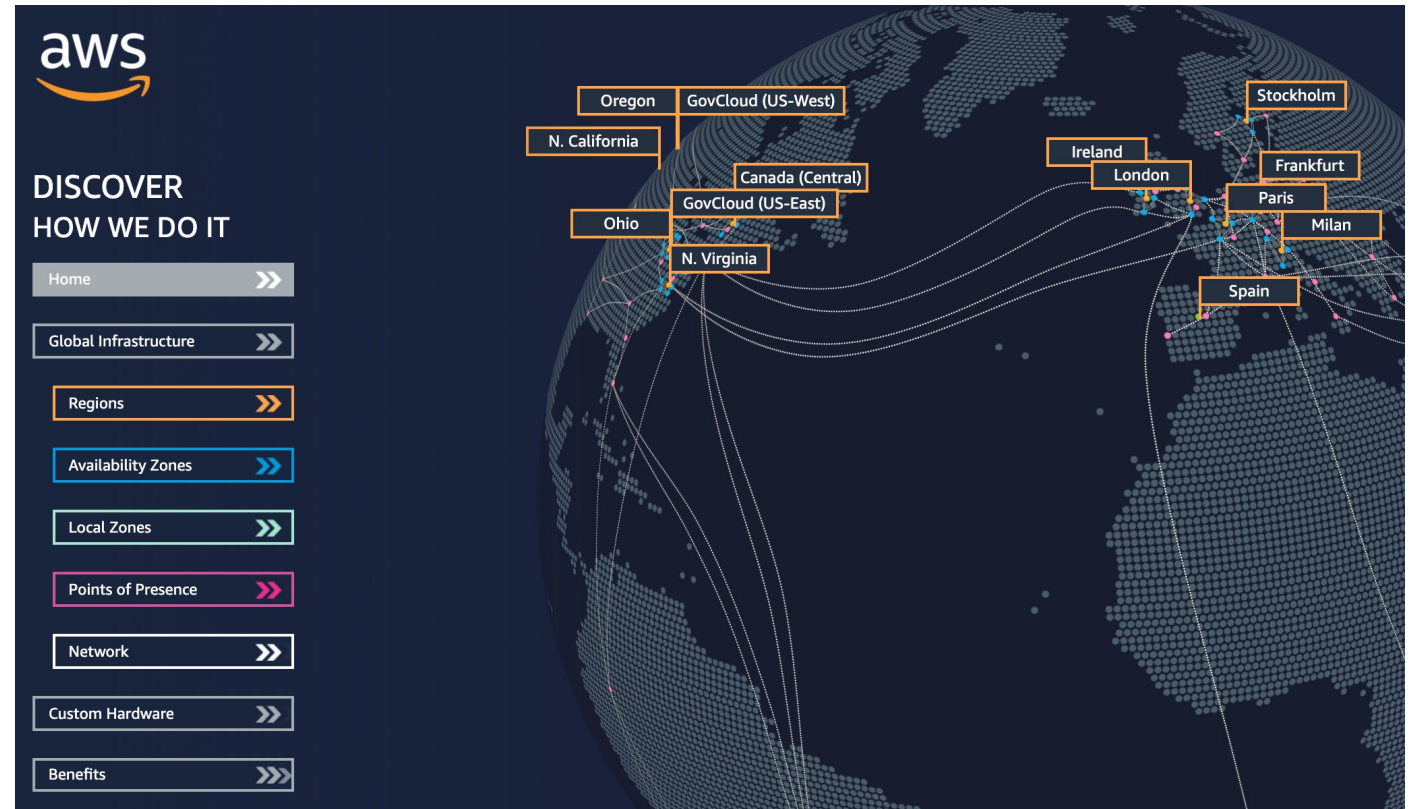 aws
DISCOVER
HOW WE DO IT
Home
Global Infrastructure
Regions
Availability Zones
Local Zones
Points of Presence
Network
Custom Hardware
Benefits
Oregon
GovCloud (US-West)
N. California
Canada (Central)
GovCloud (US-East)
Ohio
N. Virginia
Stockholm
Ireland
London
Frankfurt
Paris
Milan
Spain